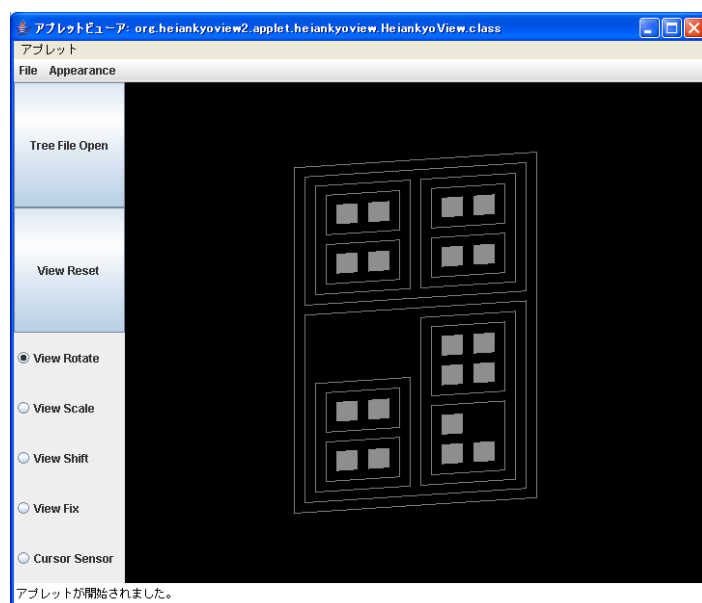 アプレットビューア: org.heiankyoview2.applet.heiankyoview.HeiankyoView.class
アプレット
File Appearance
Tree File Open
View Reset
View Rotate
View Scale
View Shift
View Fix
Cursor Sensor
アプレットが開始されました。